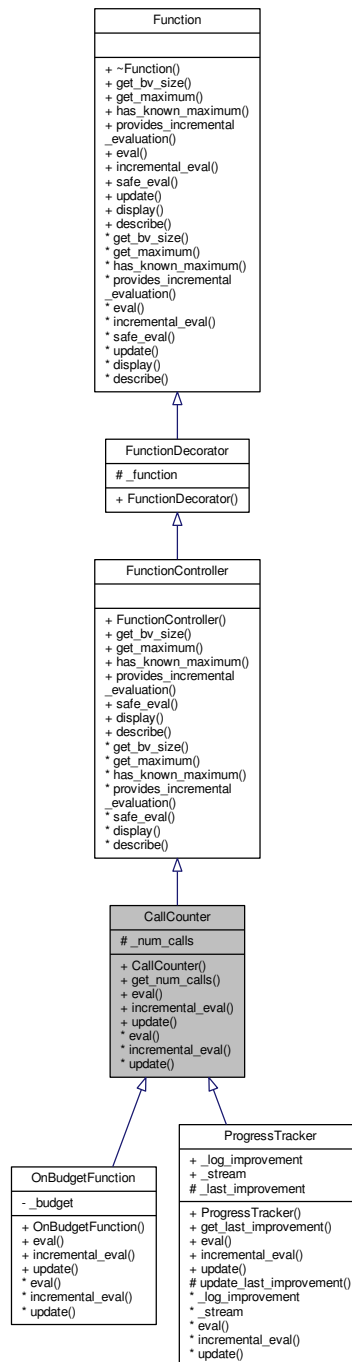 Function
+ ~Function()
+ get_bv_size()
+ get_maximum()
+ has_known_maximum()
+ provides_incremental
_evaluation()
+ eval()
+ incremental_eval()
+ safe_eval()
+ update()
+ display()
+ describe()
* get_bv_size()
* get_maximum()
* has_known_maximum()
* provides_incremental
_evaluation()
* eval()
* incremental_eval()
* safe_eval()
* update()
* display()
* describe()
FunctionDecorator
# _function
+ FunctionDecorator()
FunctionController
+ FunctionController()
+ get_bv_size()
+ get_maximum()
+ has_known_maximum()
+ provides_incremental
_evaluation()
+ safe_eval()
+ display()
+ describe()
* get_bv_size()
* get_maximum()
* has_known_maximum()
* provides_incremental
_evaluation()
* safe_eval()
* display()
* describe()
CallCounter
# _num_calls
+ CallCounter()
+ get_num_calls()
+ eval()
+ incremental_eval()
+ update()
* eval()
* incremental_eval()
* update()
OnBudgetFunction
- _budget
+ OnBudgetFunction()
+ eval()
+ incremental_eval()
+ update()
* eval()
* incremental_eval()
* update()
ProgressTracker
+ _log_improvement
+ _stream
# _last_improvement
+ ProgressTracker()
+ get_last_improvement()
+ eval()
+ incremental_eval()
+ update()
# update_last_improvement()
* _log_improvement
* _stream
* eval()
* incremental_eval()
* update()